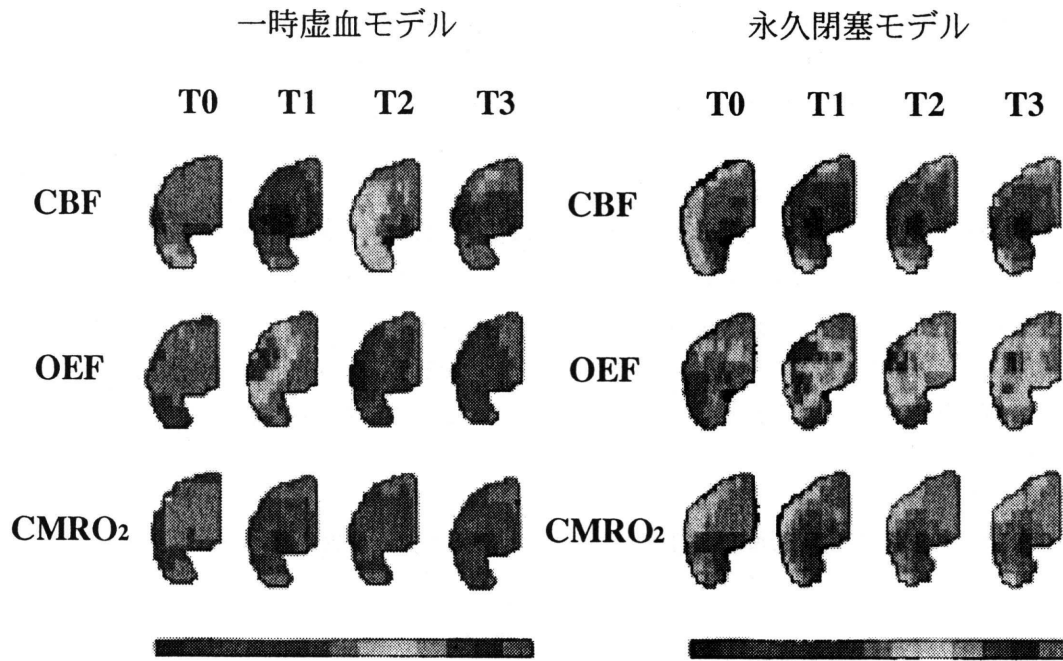 一時虚血モデル 永久閉塞モデル
T0 T1 T2 T3 T0 T1 T2 T3
CBF CBF
OEF OEF
CMRO₂ CMRO₂